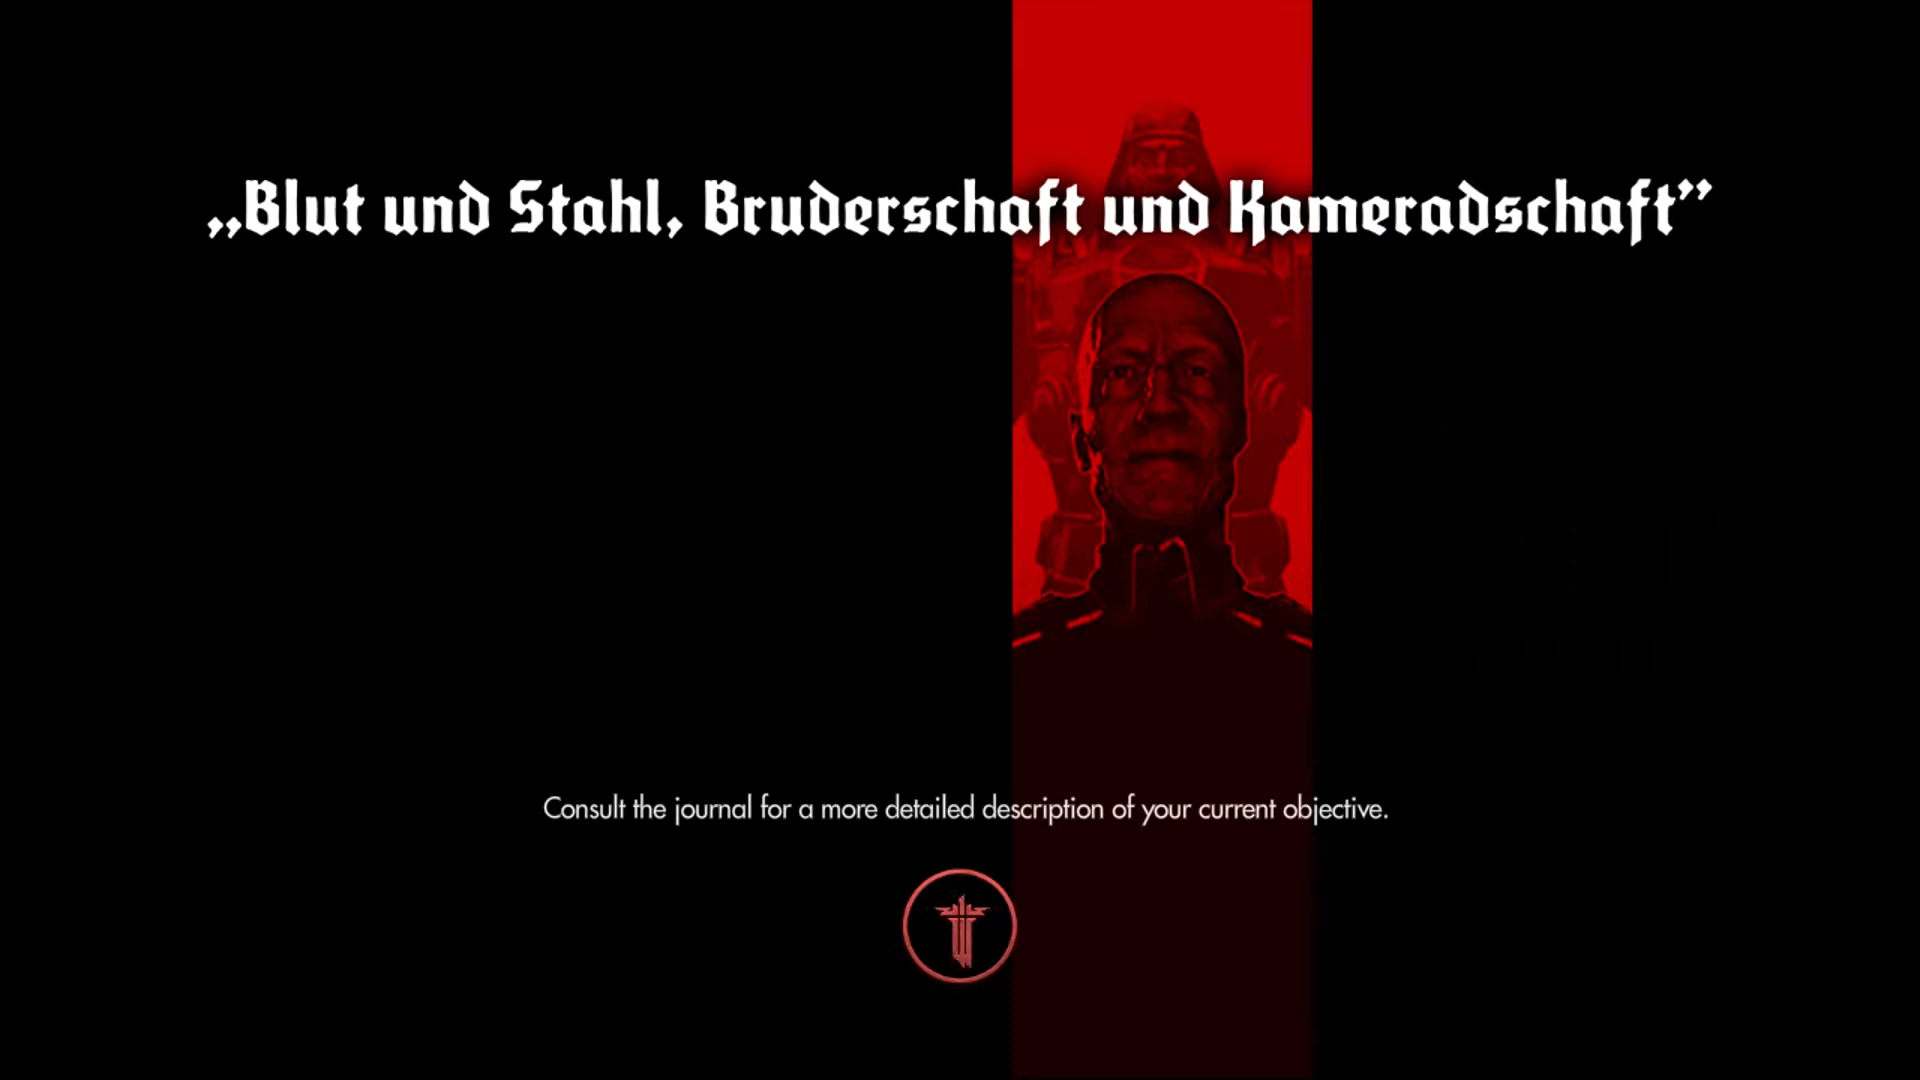 „Blut und Stahl, Bruderschaft und Kameradschaft”
Consult the journal for a more detailed description of your current objective.